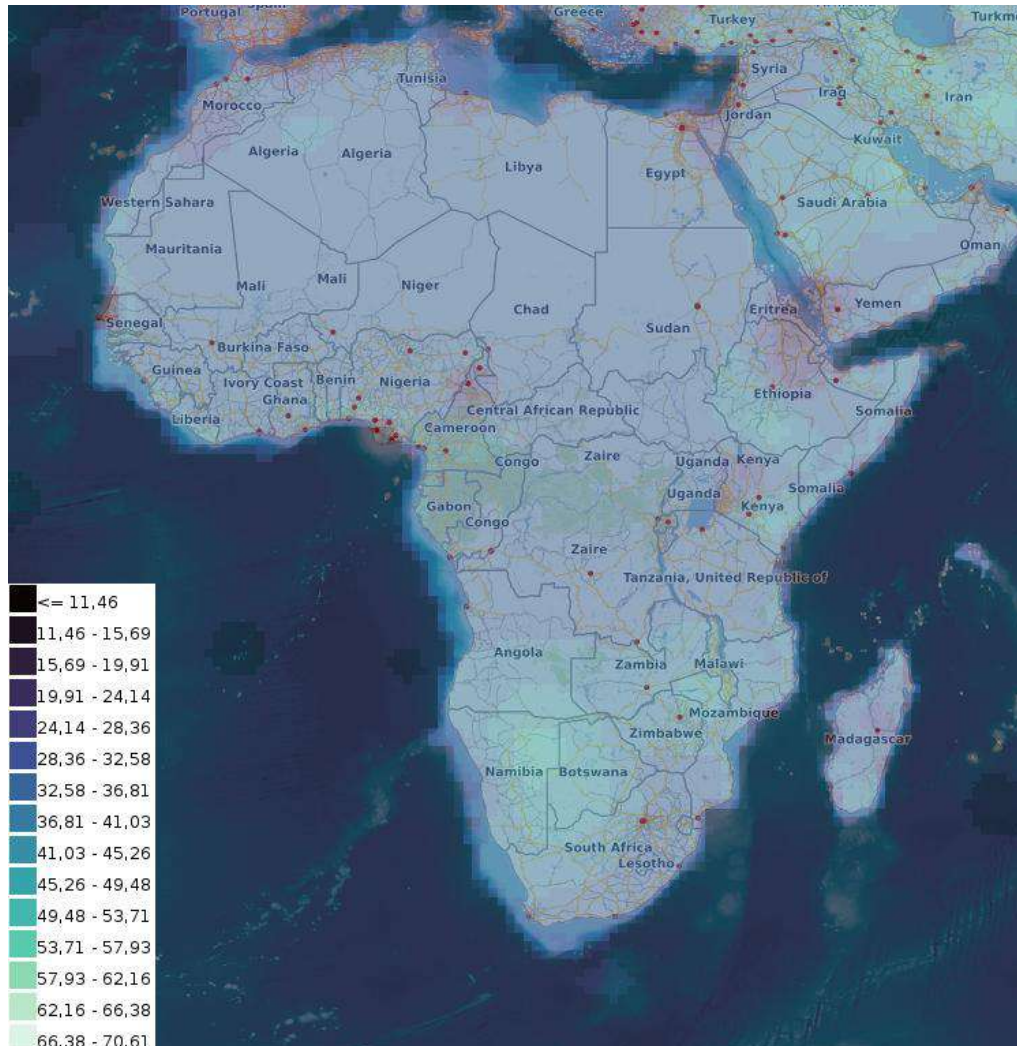 Portugal
Spain
Greece
Turkey
Turkm
Tunisia
Syria
Morocco
Iraq
Iran
Jordan
Kuwait
Algeria
Algeria
Libya
Egypt
Western Sahara
Saudi Arabia
Mauritania
Oman
Mali
Mali
Niger
Chad
Eritrea
Yemen
Senegal
Sudan
Burkina Faso
Guinea
Ivory Coast
Benin
Nigeria
Ethiopia
Ghana
Central African Republic
Somalia
Liberia
Cameroon
Congo
Zaire
Uganda
Kenya
Somalia
Uganda
Gabon
Kenya
Congo
Zaire
Tanzania, United Republic of
Angola
Zambia
Malawi
Mozambique
Zimbabwe
Madagascar
Namibia
Botswana
South Africa
Lesotho
<= 11,46
11,46 - 15,69
15,69 - 19,91
19,91 - 24,14
24,14 - 28,36
28,36 - 32,58
32,58 - 36,81
36,81 - 41,03
41,03 - 45,26
45,26 - 49,48
49,48 - 53,71
53,71 - 57,93
57,93 - 62,16
62,16 - 66,38
66,38 - 70,61